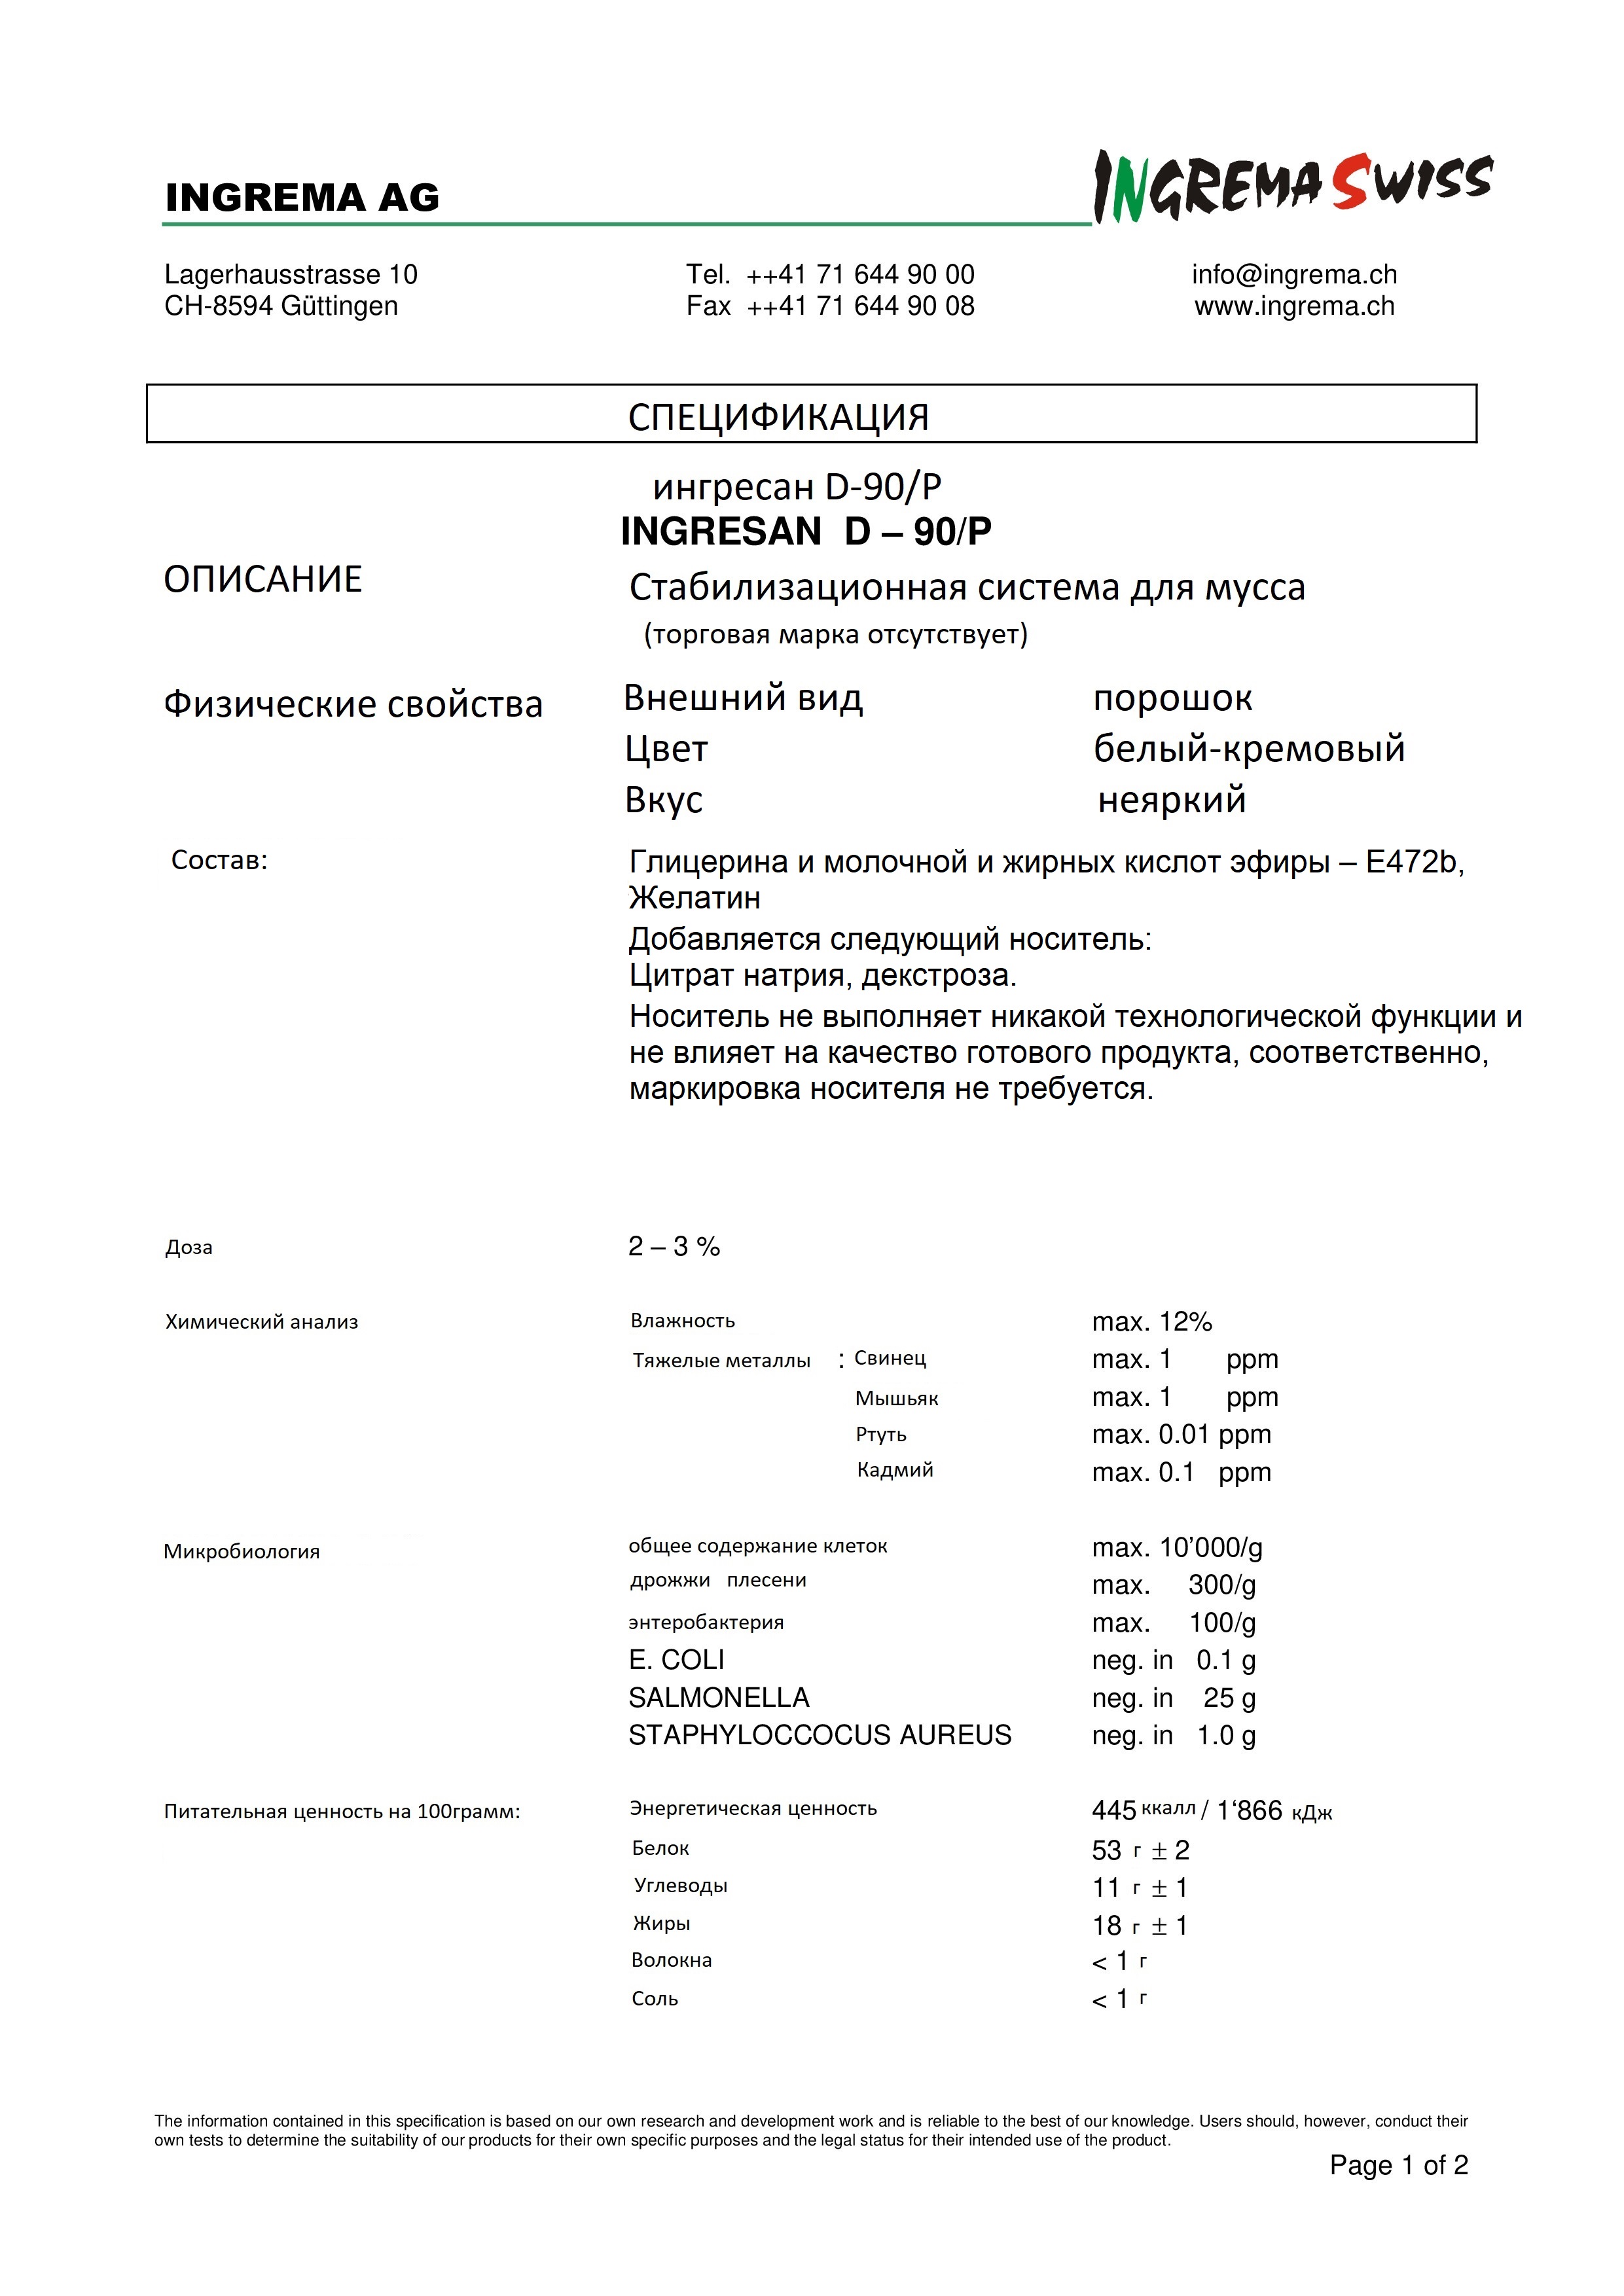 INGREMA AG
INGREMA SWISS
Lagerhausstrasse 10 Tel. ++41 71 644 90 00 info@ingrema.ch
CH-8594 Güttingen Fax ++41 71 644 90 08 www.ingrema.ch
СПЕЦИФИКАЦИЯ
ингресан D-90/P
INGRESAN D – 90/P
ОПИСАНИЕ Стабилизационная система для мусса
(торговая марка отсутствует)
Физические свойства Внешний вид порошок
Цвет белый-кремовый
Вкус неяркий
Состав: Глицерина и молочной и жирных кислот эфиры – E472b,
Желатин
Добавляется следующий носитель:
Цитрат натрия, декстроза.
Носитель не выполняет никакой технологической функции и
не влияет на качество готового продукта, соответственно,
маркировка носителя не требуется.
Доза 2 – 3 %
Химический анализ Влажность max. 12%
Тяжелые металлы : Свинец max. 1 ppm
Мышьяк max. 1 ppm
Ртуть max. 0.01 ppm
Кадмий max. 0.1 ppm
Микробиология общее содержание клеток max. 10’000/g
дрожжи плесени max. 300/g
энтеробактерия max. 100/g
E. COLI neg. in 0.1 g
SALMONELLA neg. in 25 g
STAPHYLOCCOCUS AUREUS neg. in 1.0 g
Питательная ценность на 100грамм: Энергетическая ценность 445 ккалл / 1‘866 кДж
Белок 53 г ± 2
Углеводы 11 г ± 1
Жиры 18 г ± 1
Волокна < 1 г
Соль < 1 г
The information contained in this specification is based on our own research and development work and is reliable to the best of our knowledge. Users should, however, conduct their
own tests to determine the suitability of our products for their own specific purposes and the legal status for their intended use of the product.
Page 1 of 2